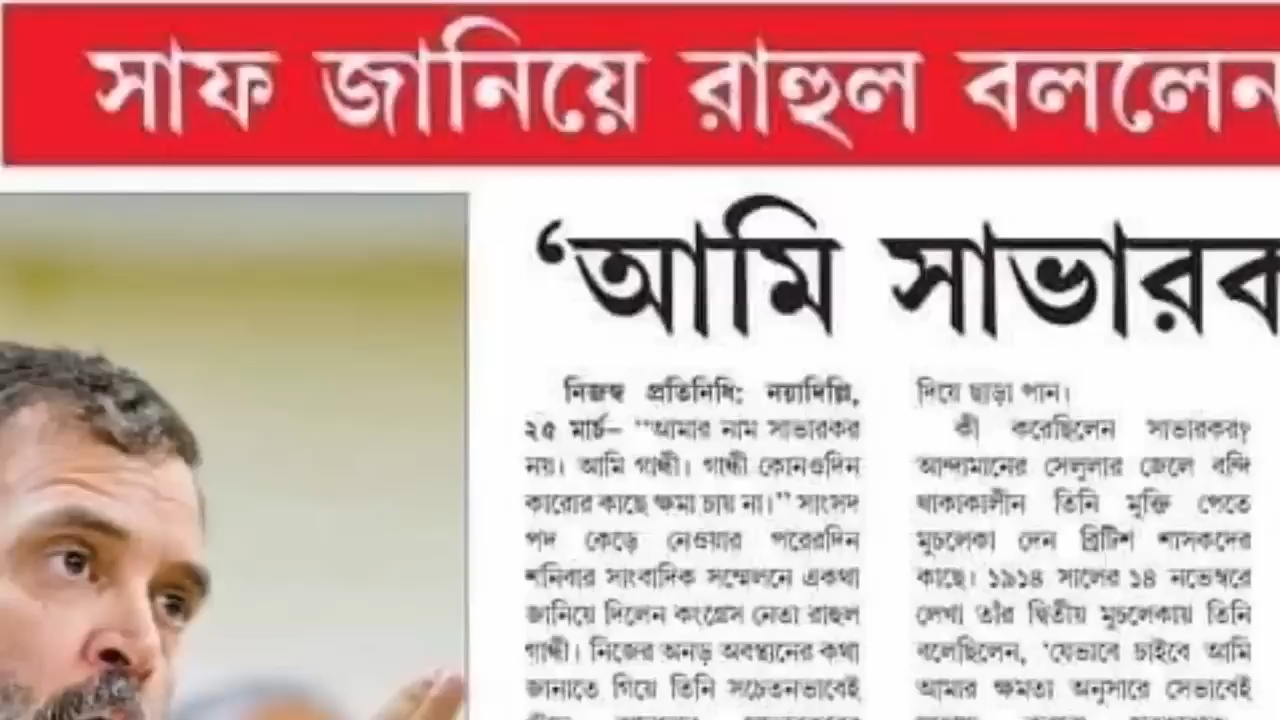 সাফ জানিয়ে রাহুল বললেন
‘আমি সাভারক
নিজস্ব প্রতিনিধি: নয়াদিল্লি,
২৫ মার্চ– ‘‘আমার নাম সাভারকর
নয়। আমি গান্ধী। গান্ধী কোনওদিন
কারোর কাছে ক্ষমা চায় না।’’ সাংসদ
পদ কেড়ে নেওয়ার পরেরদিন
শনিবার সাংবাদিক সম্মেলনে একথা
জানিয়ে দিলেন কংগ্রেস নেতা রাহুল
গান্ধী। নিজের অনড় অবস্থানের কথা
জানাতে গিয়ে তিনি সচেতনভাবেই
দিয়ে ছাড়া পান।
কী করেছিলেন সাভারকর?
আন্দামানের সেলুলার জেলে বন্দি
থাকাকালীন তিনি মুক্তি পেতে
মুচলেকা দেন ব্রিটিশ শাসকদের
কাছে। ১৯১৪ সালের ১৪ নভেম্বরে
লেখা তাঁর দ্বিতীয় মুচলেকায় তিনি
বলেছিলেন, ‘যেভাবে চাইবে আমি
আমার ক্ষমতা অনুসারে সেভাবেই